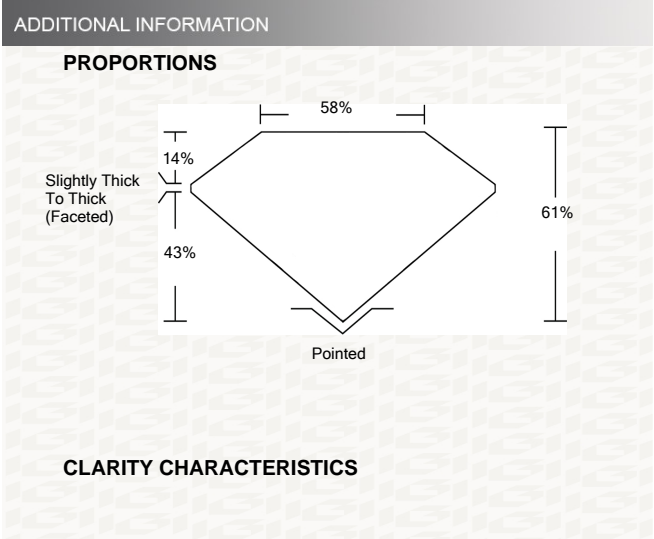 ADDITIONAL INFORMATION
PROPORTIONS
58%
14%
Slightly Thick
To Thick
(Faceted)
61%
43%
Pointed
CLARITY CHARACTERISTICS